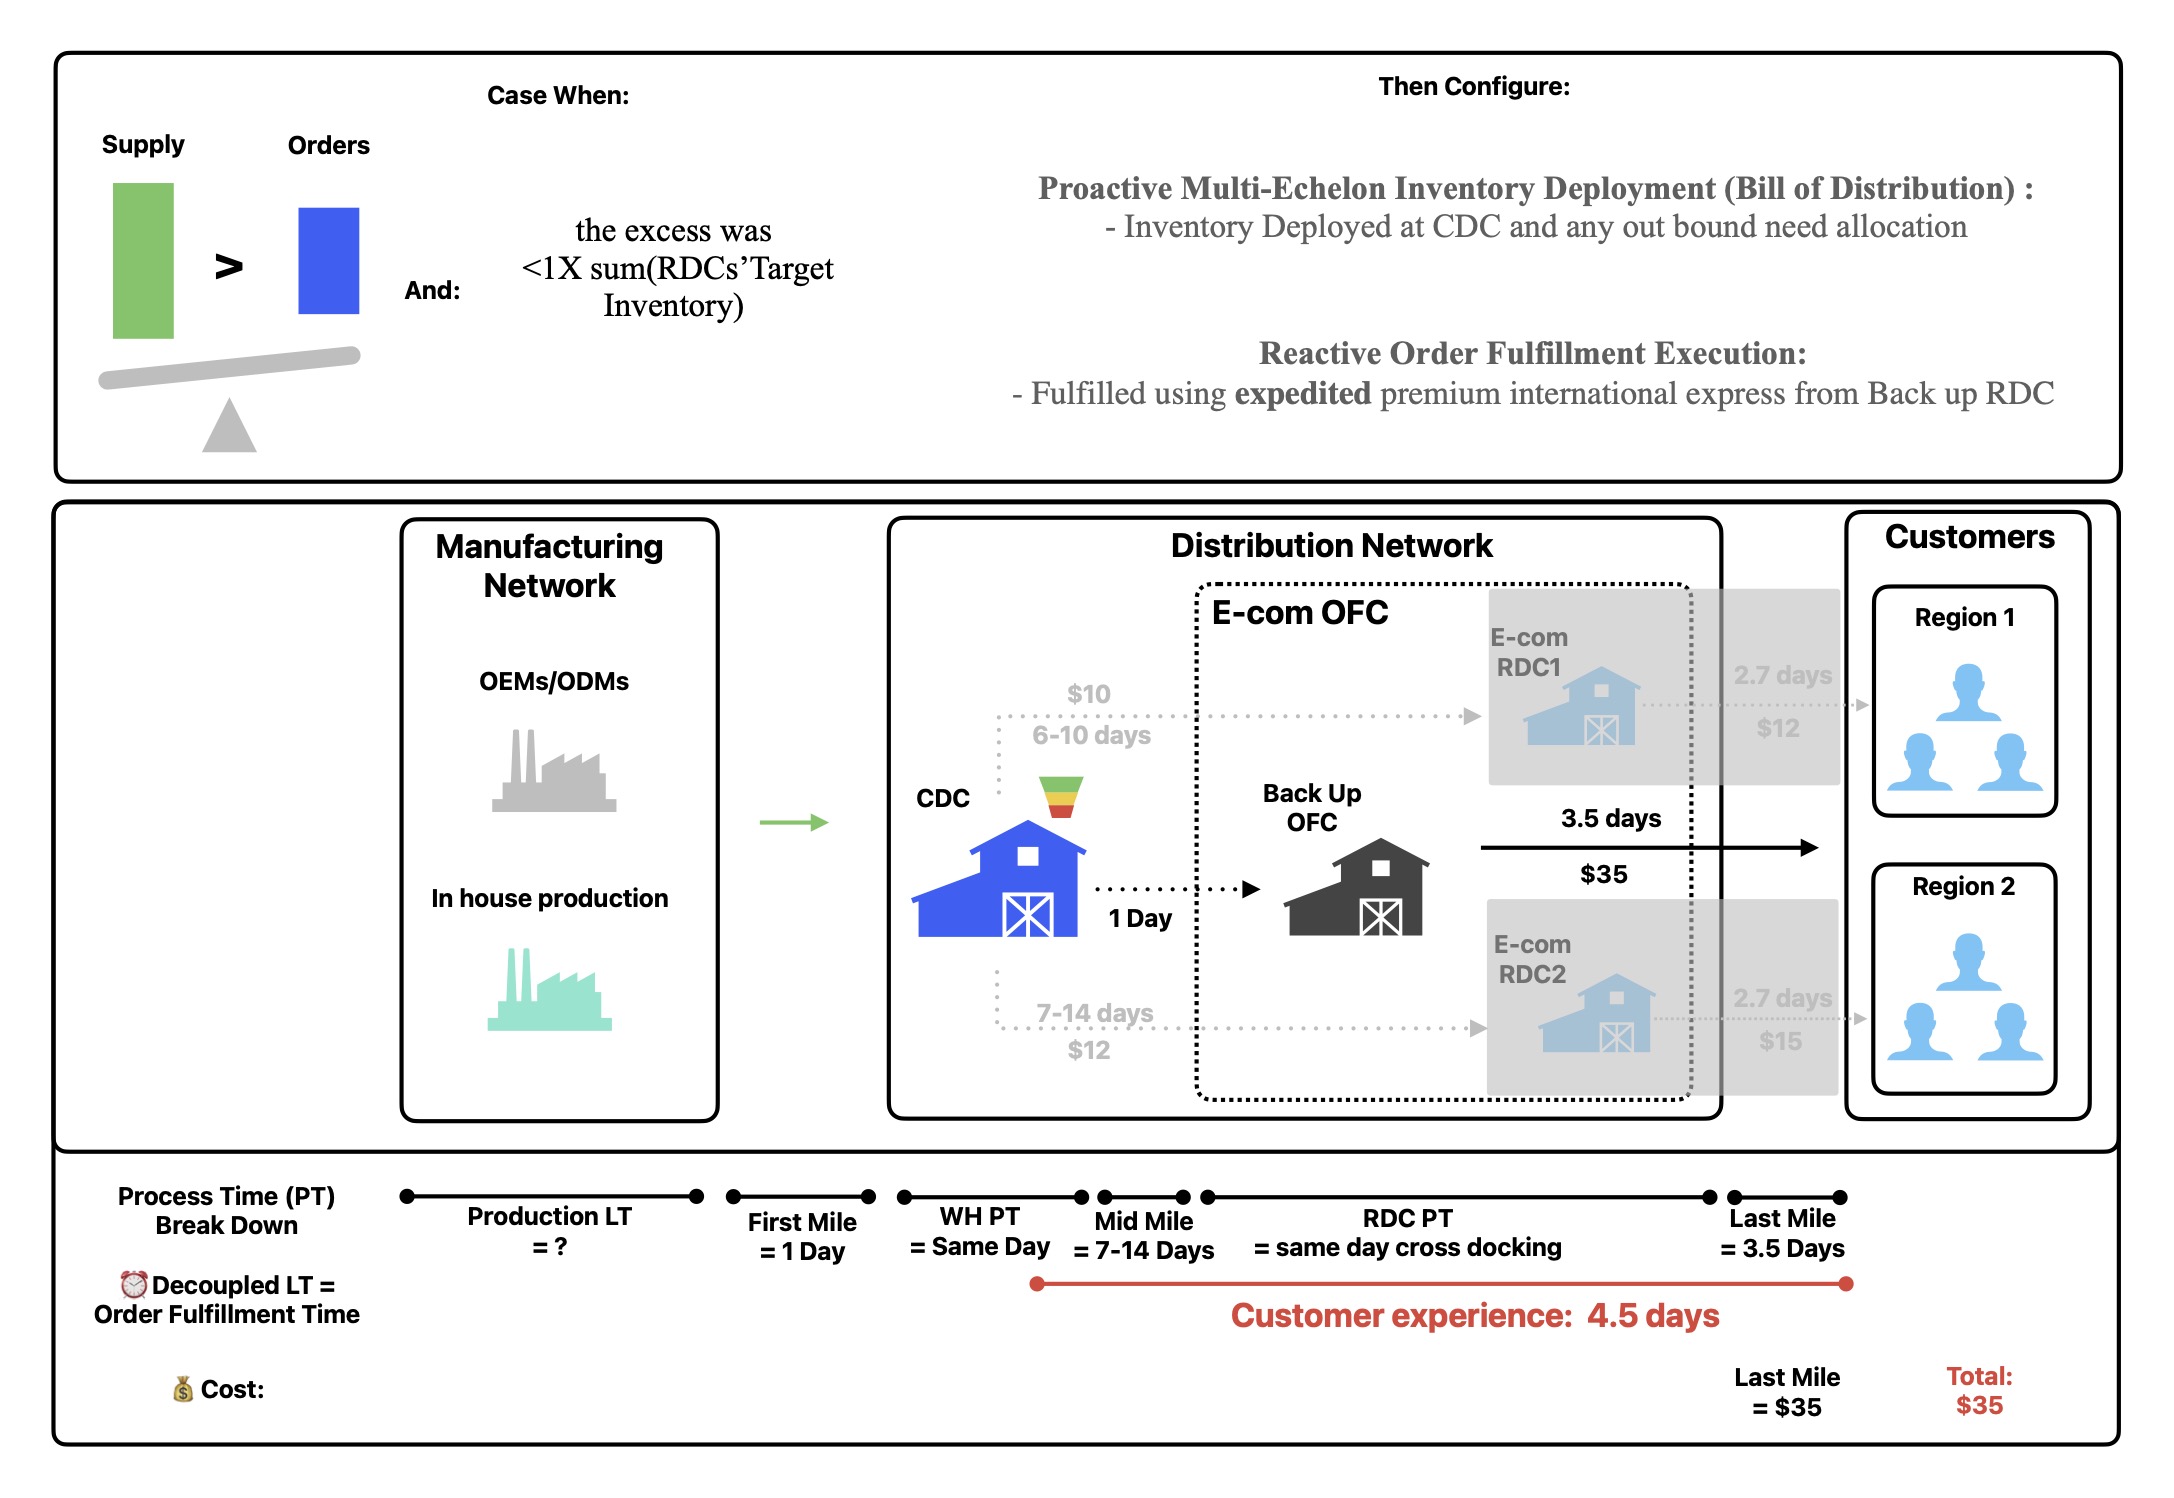 Case When:
Then Configure:
Supply
Orders
>
And:
the excess was
<1X sum(RDCs’Target
Inventory)
Proactive Multi-Echelon Inventory Deployment (Bill of Distribution) :
- Inventory Deployed at CDC and any out bound need allocation
Reactive Order Fulfillment Execution:
- Fulfilled using expedited premium international express from Back up RDC
Manufacturing
Network
OEMs/ODMs
In house production
Distribution Network
E-com OFC
E-com
RDC1
$10
6-10 days
2.7 days
$12
CDC
Back Up
OFC
1 Day
3.5 days
$35
E-com
RDC2
7-14 days
$12
2.7 days
$15
Customers
Region 1
Region 2
Process Time (PT)
Break Down
Production LT
= ?
First Mile
= 1 Day
WH PT
= Same Day
Mid Mile
= 7-14 Days
RDC PT
= same day cross docking
Last Mile
= 3.5 Days
⏰Decoupled LT =
Order Fulfillment Time
Customer experience: 4.5 days
💰Cost:
Last Mile
= $35
Total:
$35